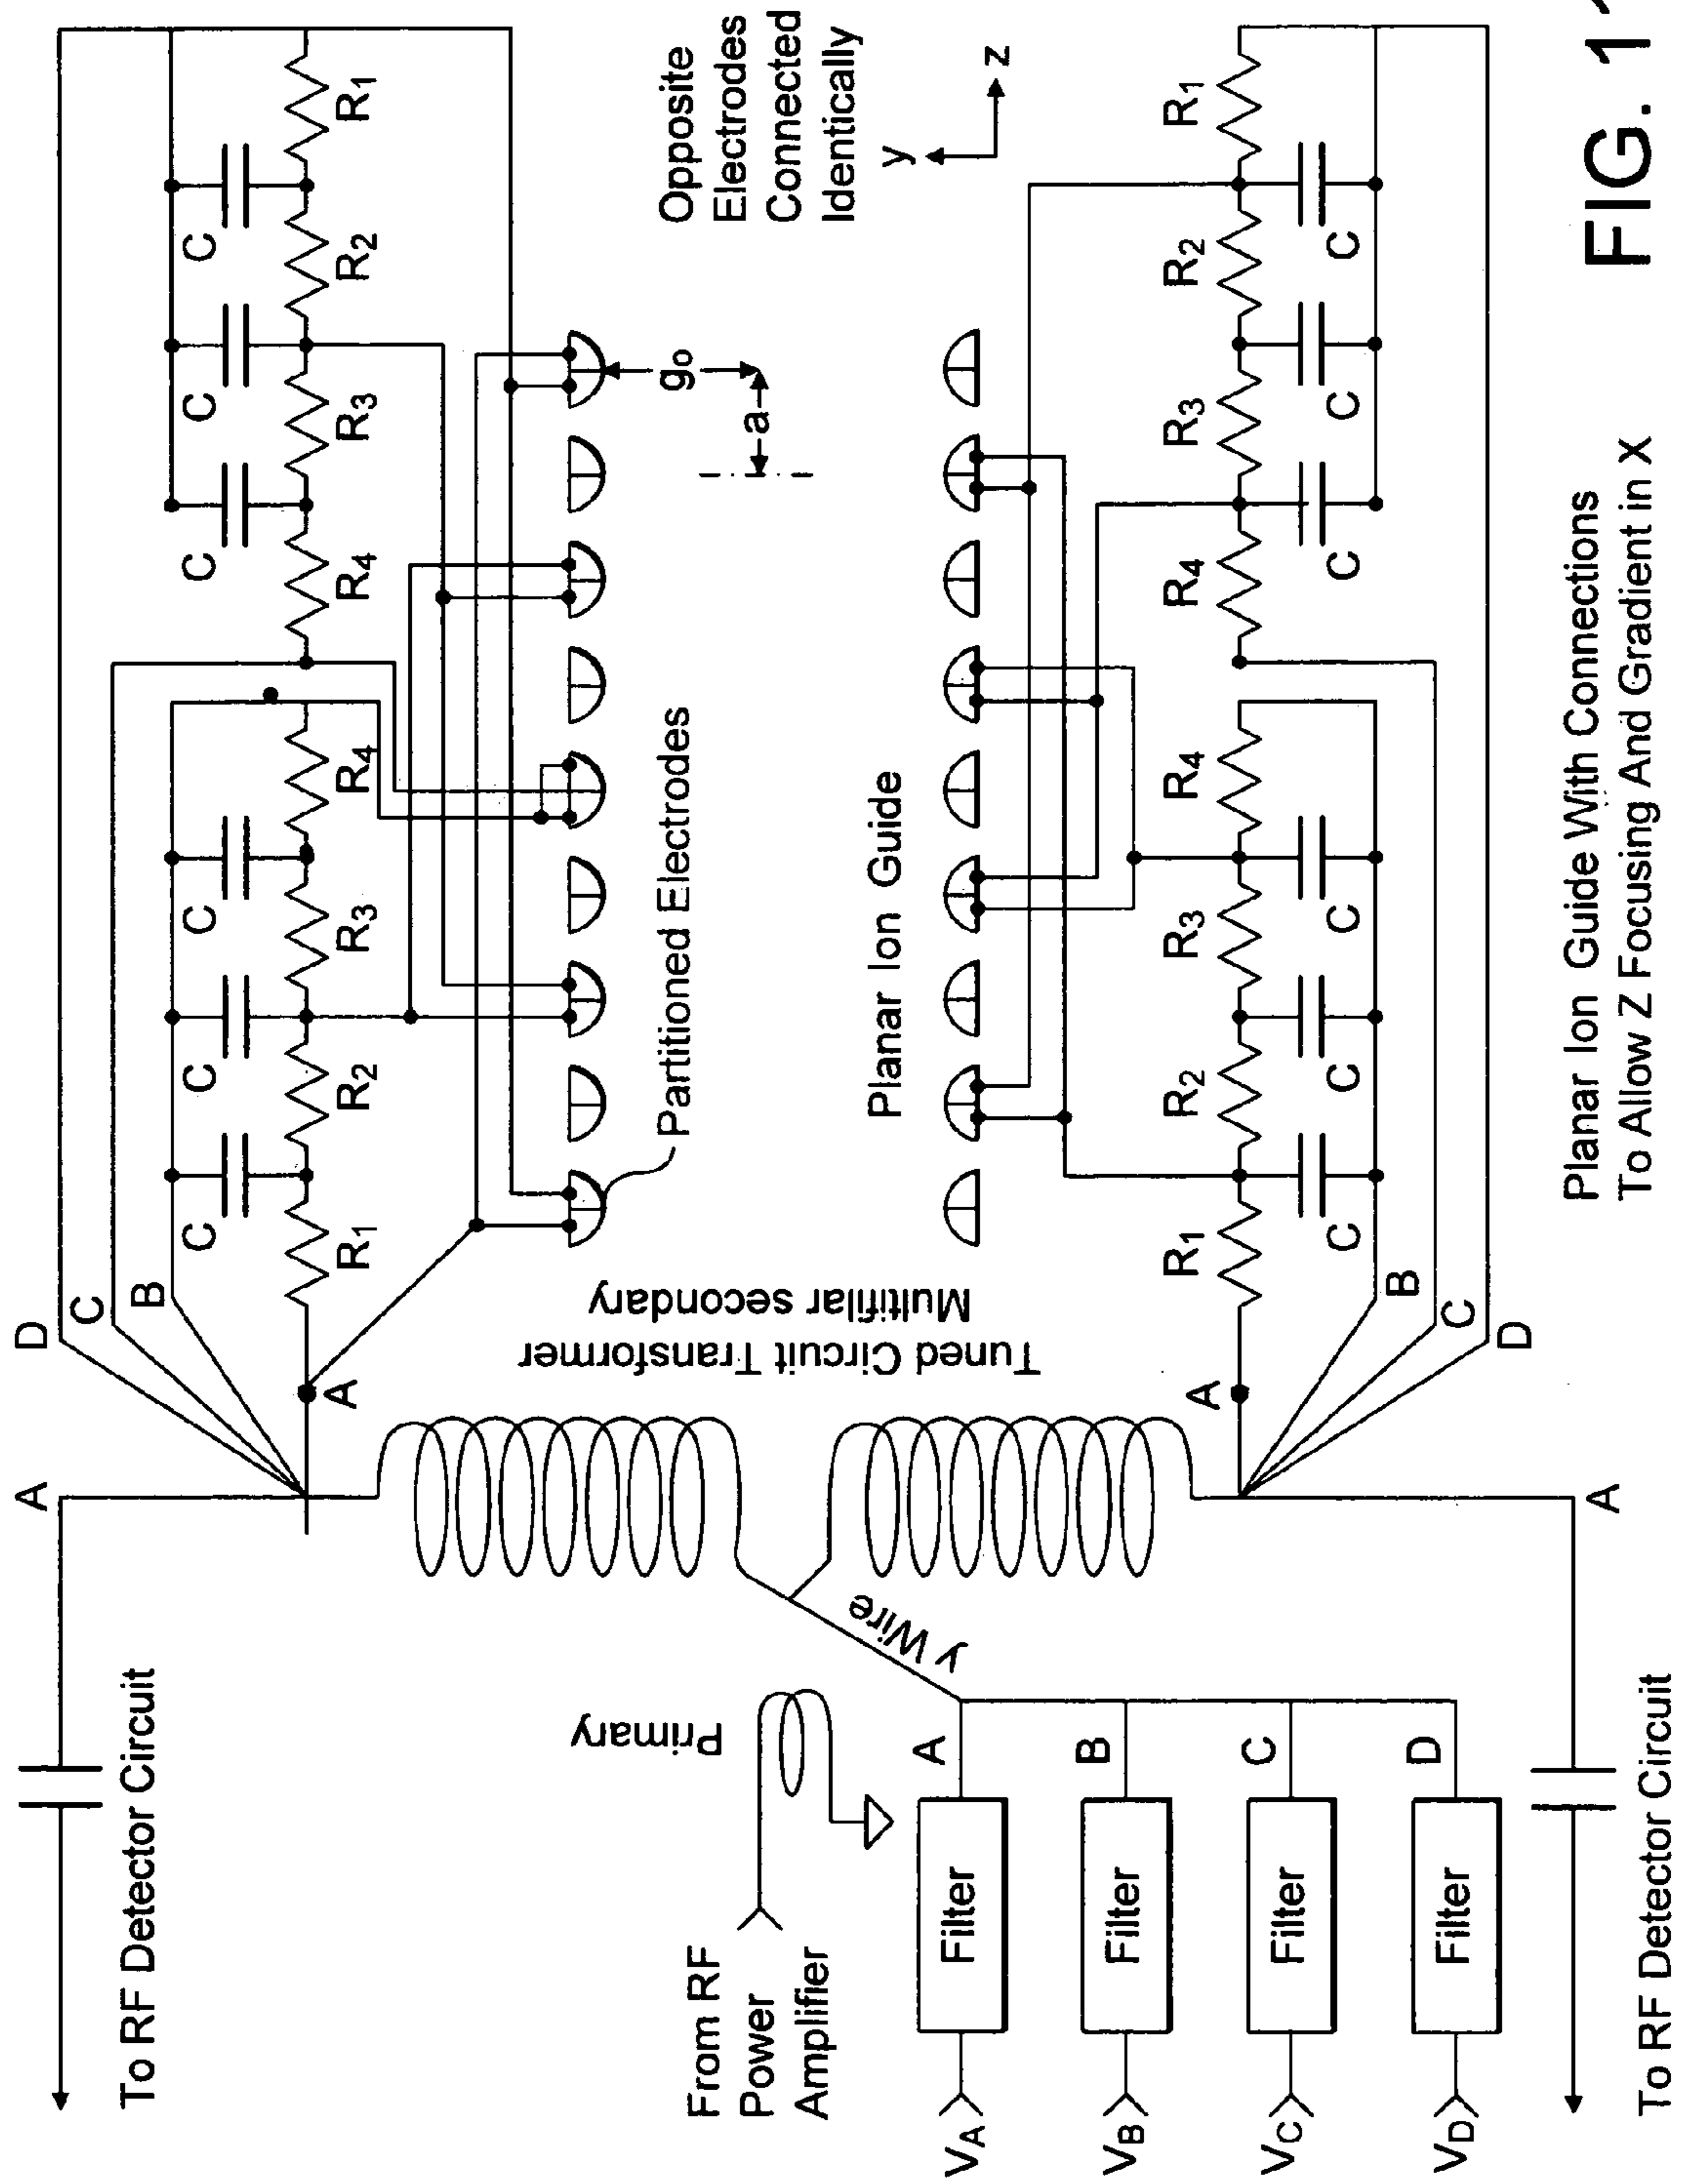 A
D
C
B
To RF Detector Circuit
C
C
C
C
C
C
A
R1
R2
R3
R4
R4
R3
R2
R1
Tuned Circuit Transformer
Multifilar secondary
Primary
y Wire
From RF
Power
Amplifier
Partitioned Electrodes
g0
a
Opposite
Electrodes
Connected
Identically
y
z
Planar Ion Guide
VA
Filter
A
VB
Filter
B
VC
Filter
C
VD
Filter
D
A
R1
R2
R3
R4
R4
R3
R2
R1
C
C
C
C
C
C
B
C
D
A
To RF Detector Circuit
Planar Ion Guide With Connections
To Allow Z Focusing And Gradient in X
FIG. 11